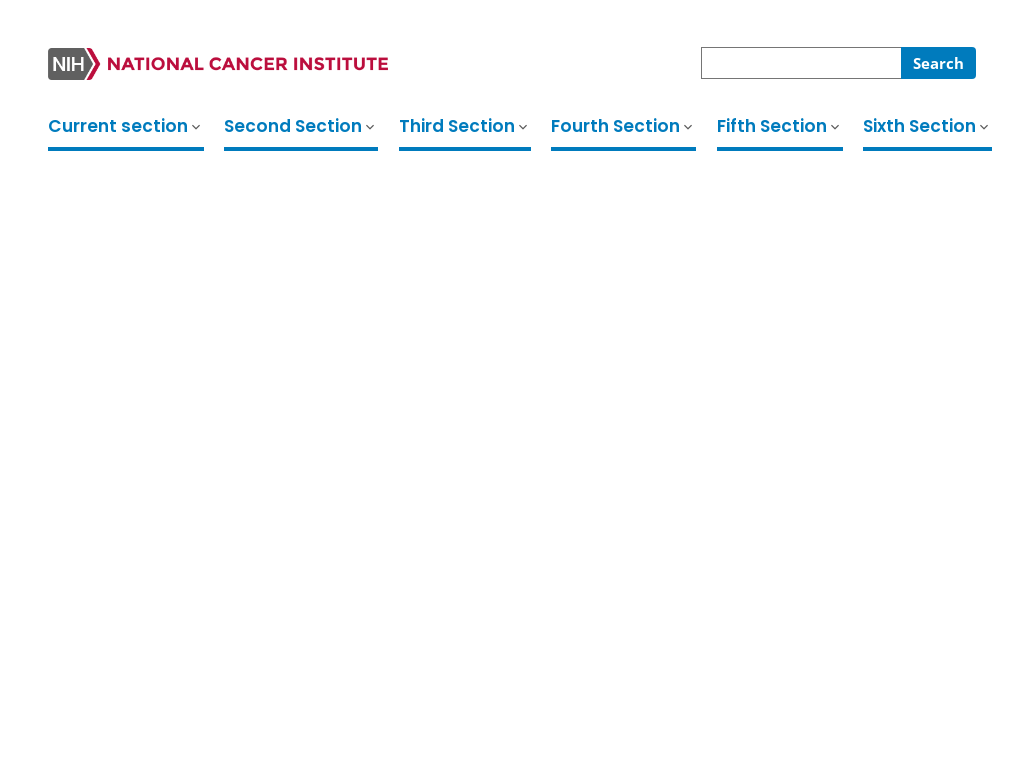 NIH NATIONAL CANCER INSTITUTE
Search
Current section Second Section Third Section Fourth Section Fifth Section Sixth Section